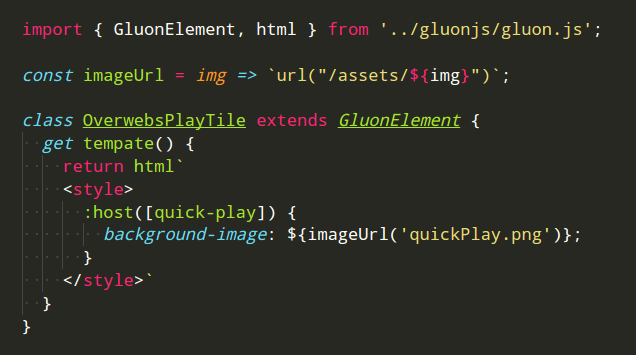 import { GluonElement, html } from '../gluonjs/gluon.js';
const imageUrl = img => `url("/assets/${img}")`;
class OverwebsPlayTile extends GluonElement {
get tempate() {
return html`
<style>
:host([quick-play]) {
background-image: ${imageUrl('quickPlay.png')};
}
</style>`
}
}